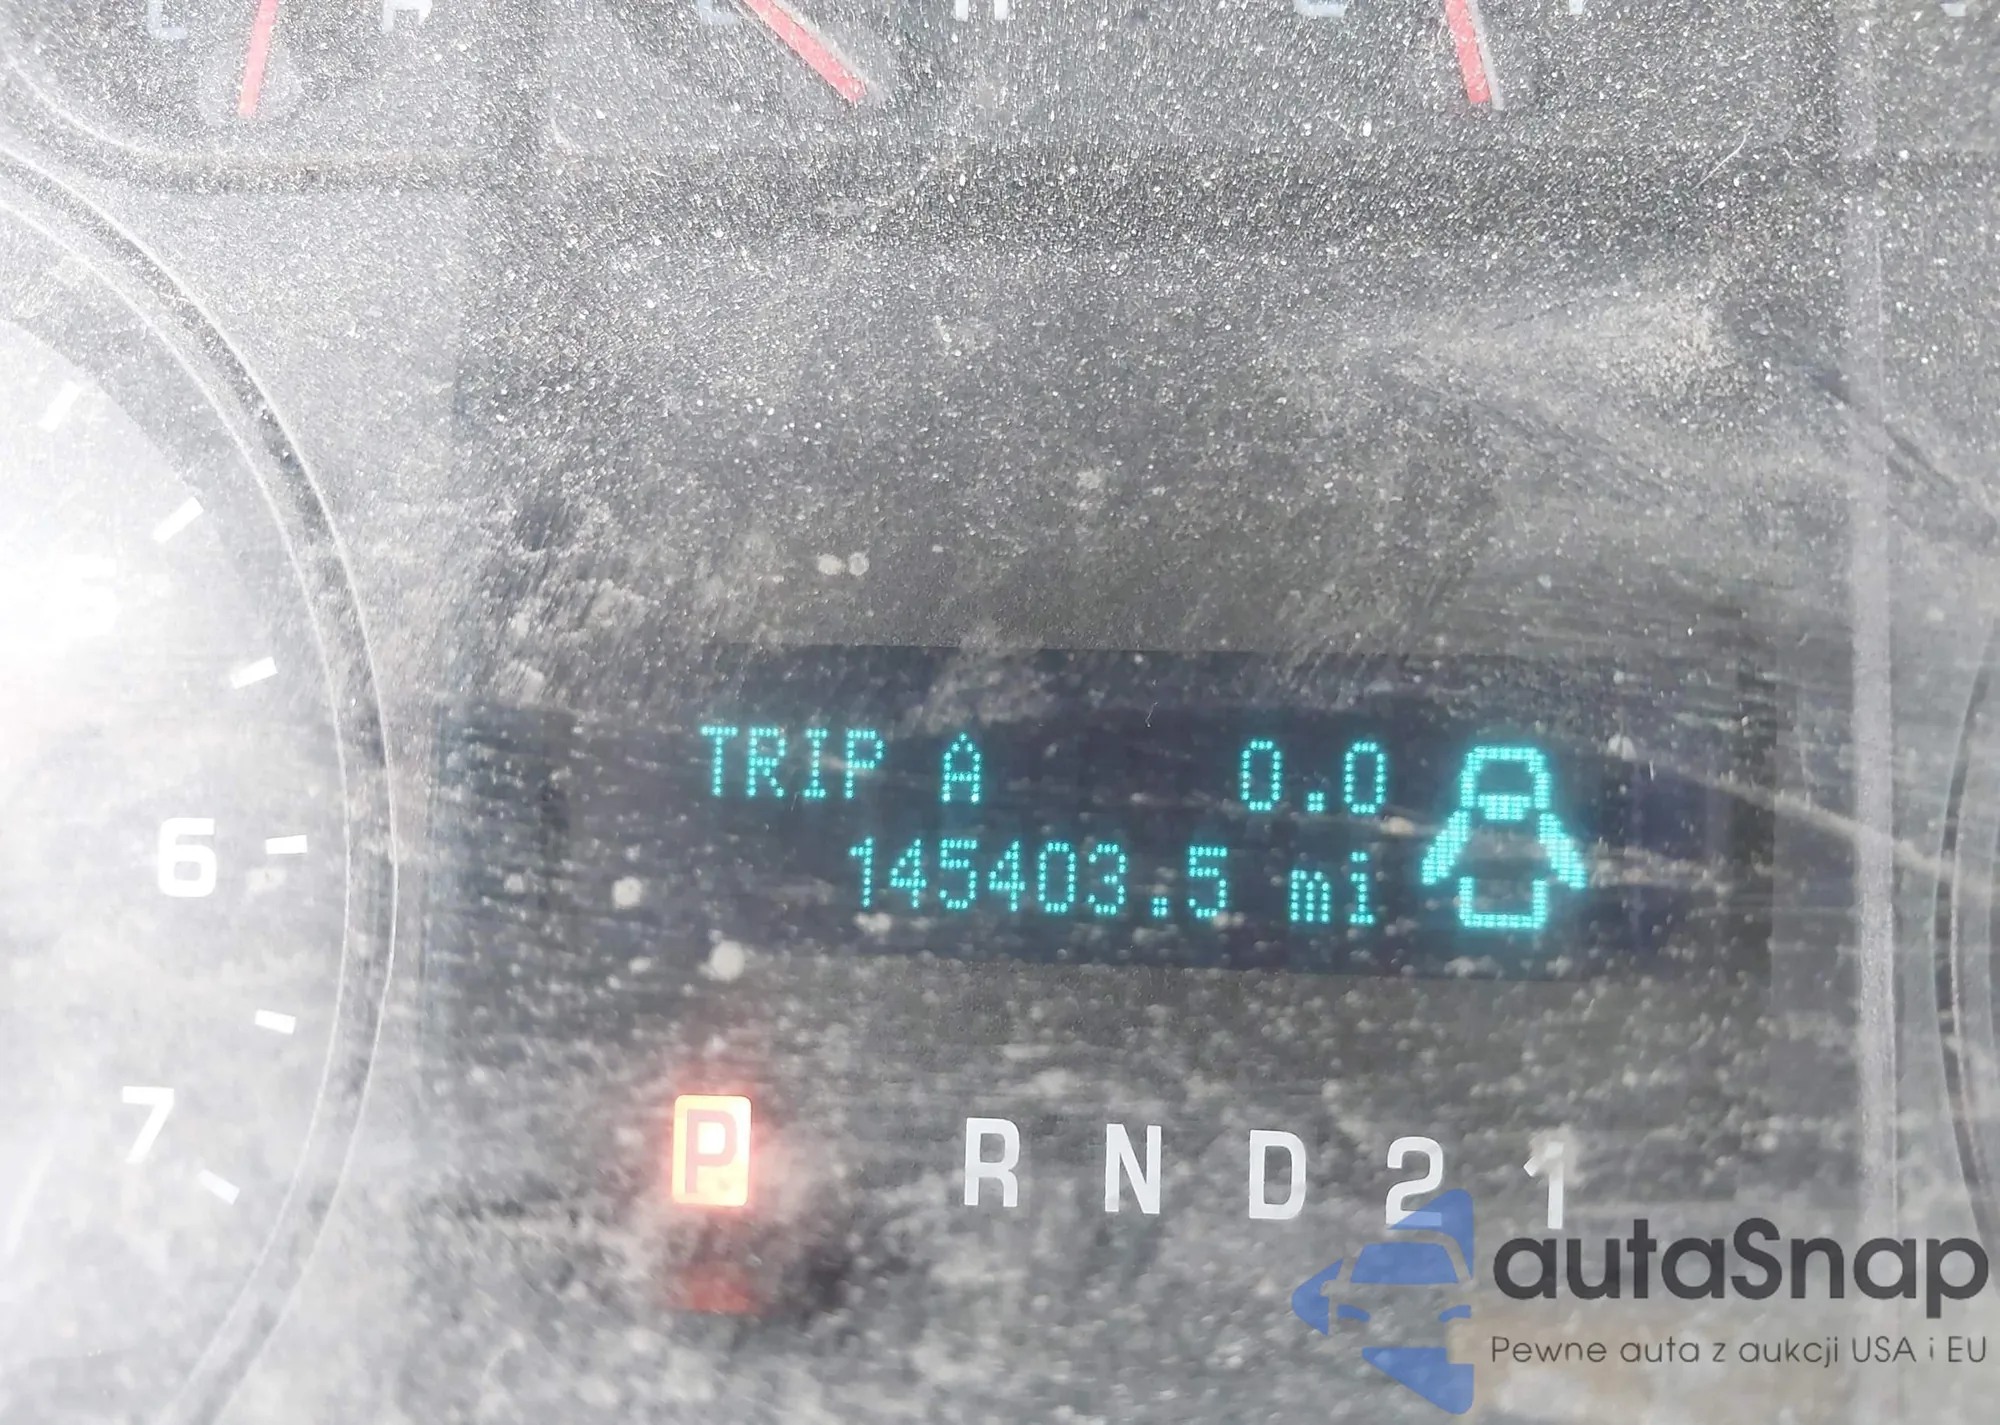 TRIP A 0.0
145403.5 mi
6
7
P R N D 2 1
autaSnap
Pewne auta z aukcji USA i EU